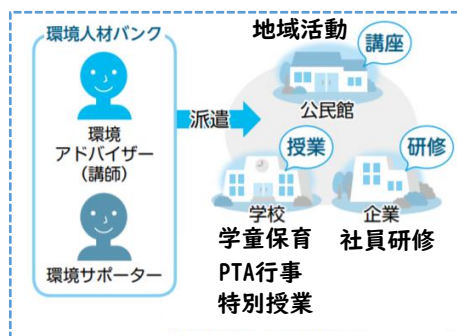 環境人材バンク
環境
アドバイザー
(講師)
環境サポーター
派遣
地域活動
講座
公民館
授業
学校
学童保育
PTA行事
特別授業
研修
企業
社員研修